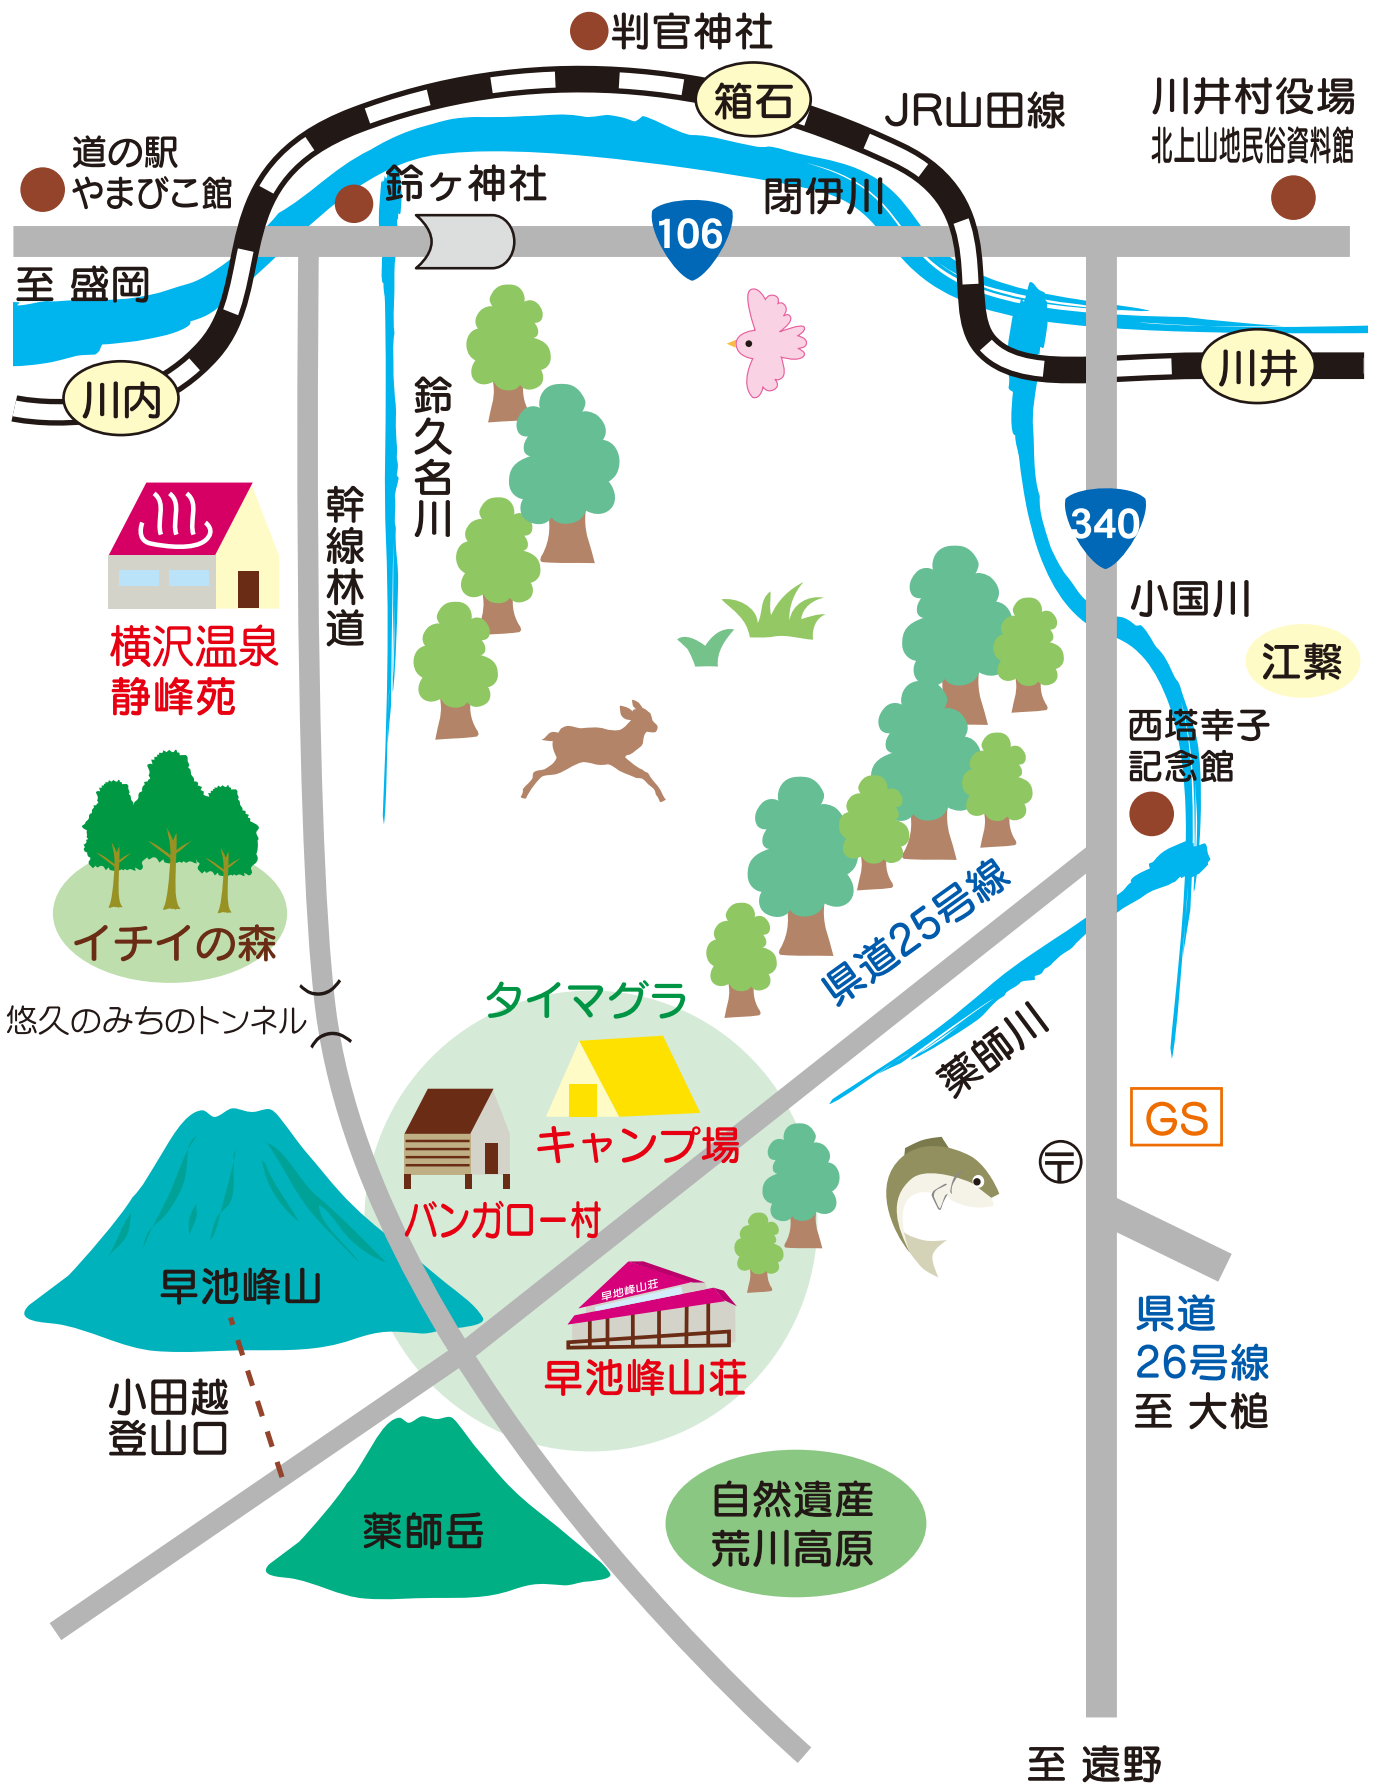 判官神社
箱石
JR山田線
川井村役場
北上山地民俗資料館
道の駅
やまびこ館
鈴ヶ神社
閉伊川
106
至 盛岡
川内
川井
鈴久名川
幹線林道
340
小国川
江繋
横沢温泉
静峰苑
西塔幸子
記念館
イチイの森
県道25号線
悠久のみちのトンネル
タイマグラ
薬師川
GS
キャンプ場
〒
バンガロー村
早池峰山
早地峰山荘
早池峰山荘
県道
26号線
至 大槌
小田越
登山口
自然遺産
荒川高原
薬師岳
至 遠野